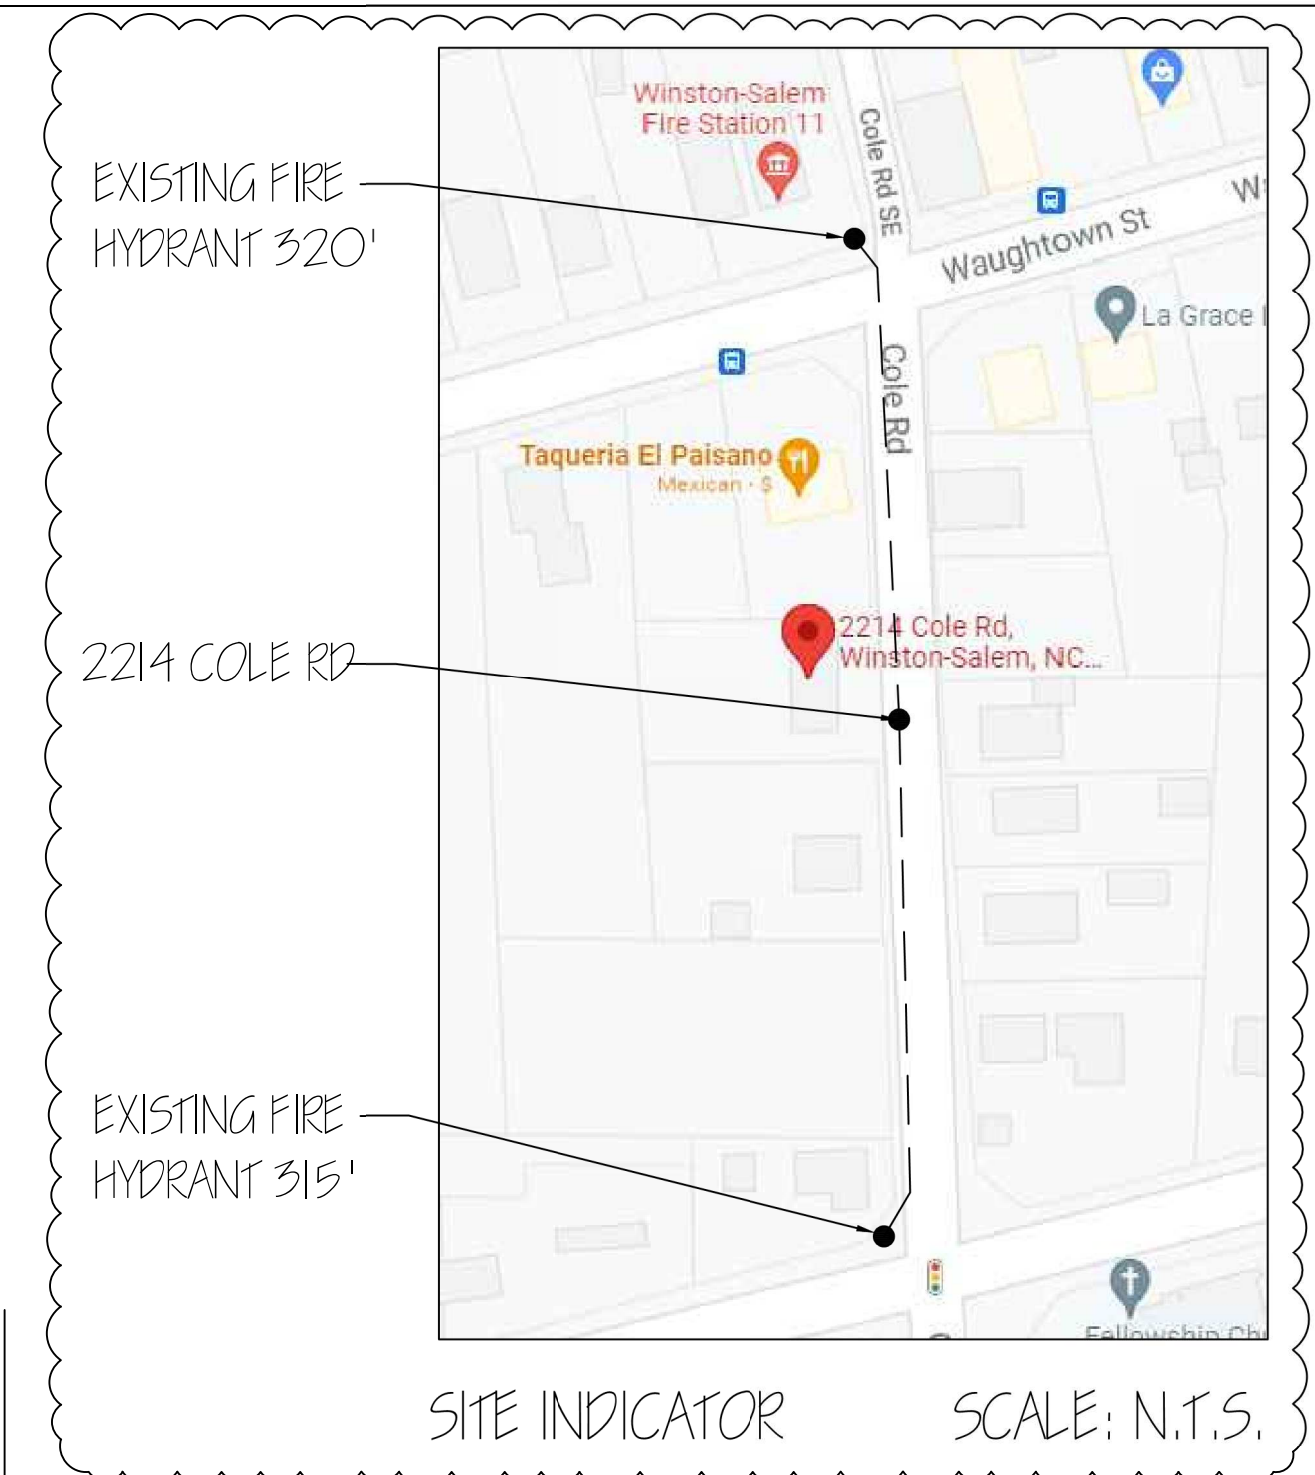 Winston-Salem
Fire Station 11
Cole Rd SE
EXISTING FIRE
HYDRANT 320'
Waughtown St
W
La Grace
Cole Rd
Taqueria El Paisano
Mexican · $
2214 Cole Rd,
Winston-Salem, NC...
2214 COLE RD
EXISTING FIRE
HYDRANT 315'
Fellowship Ch
SITE INDICATOR
SCALE: N.T.S.